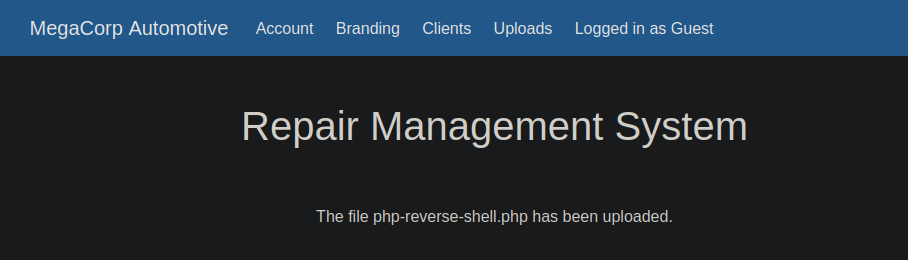 MegaCorp Automotive Account Branding Clients Uploads Logged in as Guest
Repair Management System
The file php-reverse-shell.php has been uploaded.